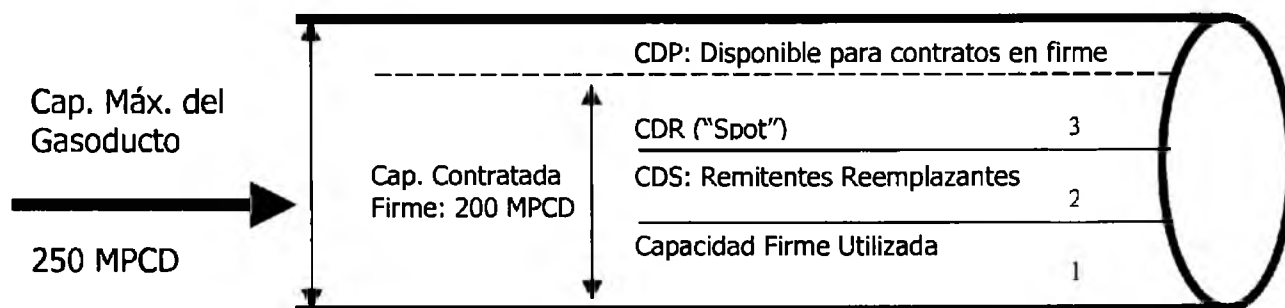 CDP: Disponible para contratos en firme
Cap. Máx. del
Gasoducto
CDR ("Spot")
3
Cap. Contratada
Firme: 200 MPCD
CDS: Remitentes Reemplazantes
2
250 MPCD
Capacidad Firme Utilizada
1